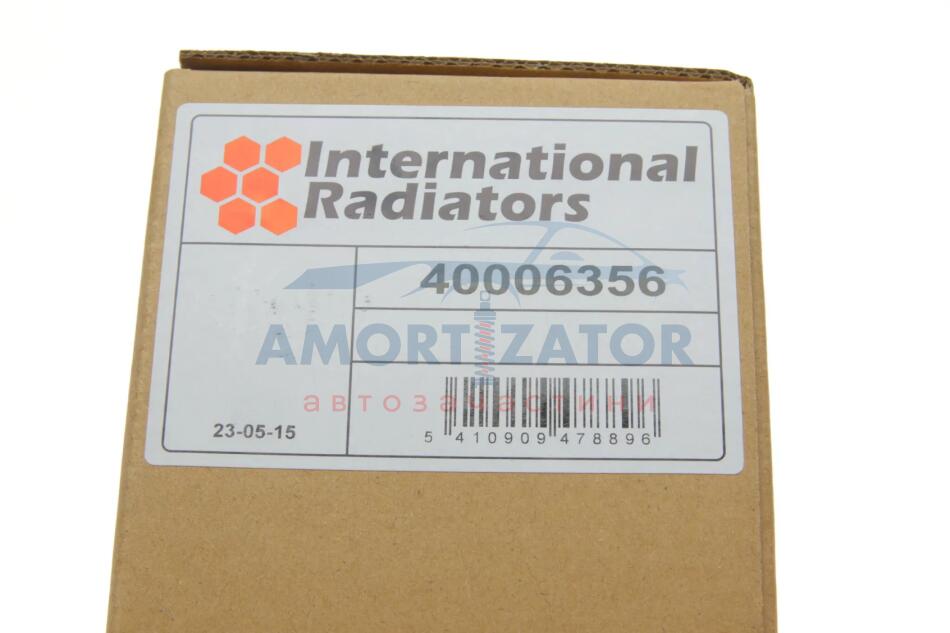 International
Radiators
40006356
AMORTIZATOR
автозапчастини
23-05-15
5 410909 478896